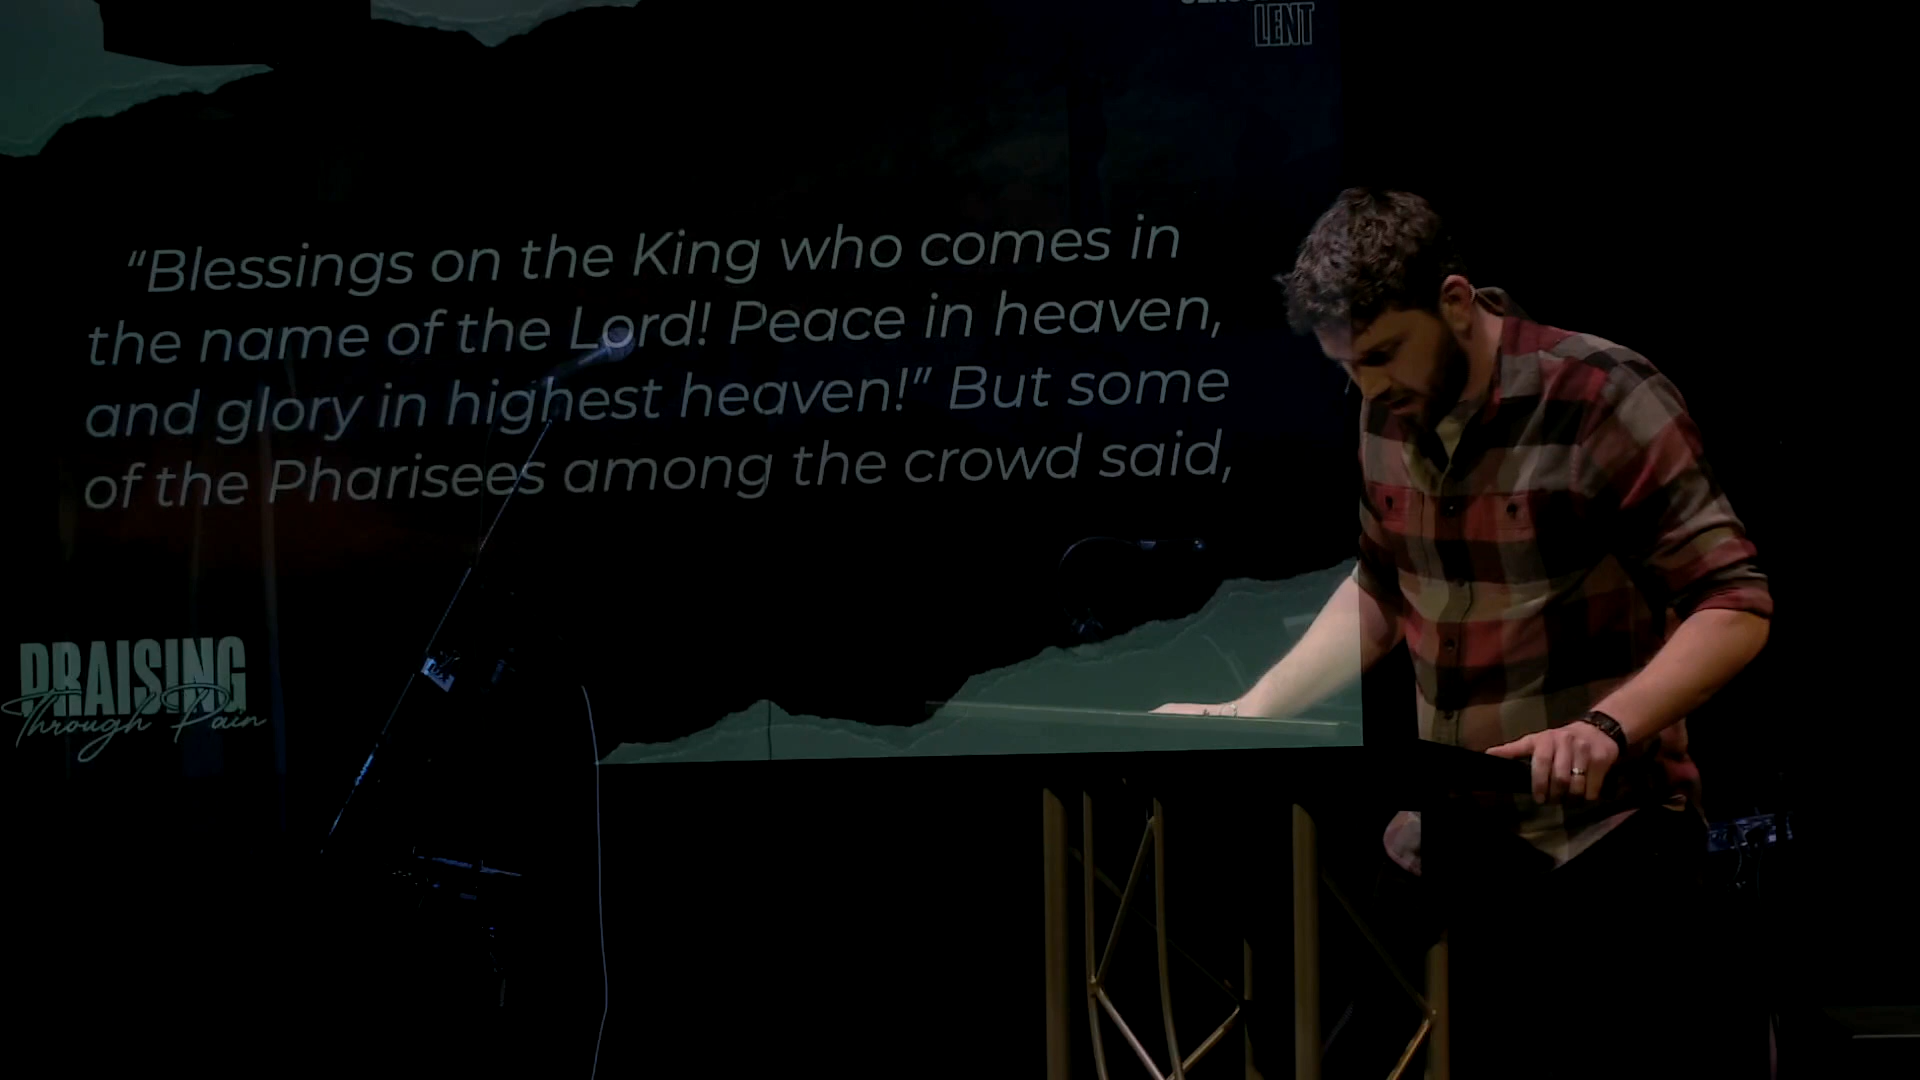 LENT
“Blessings on the King who comes in
the name of the Lord! Peace in heaven,
and glory in highest heaven!” But some
of the Pharisees among the crowd said,
PRAISING
Through Pain